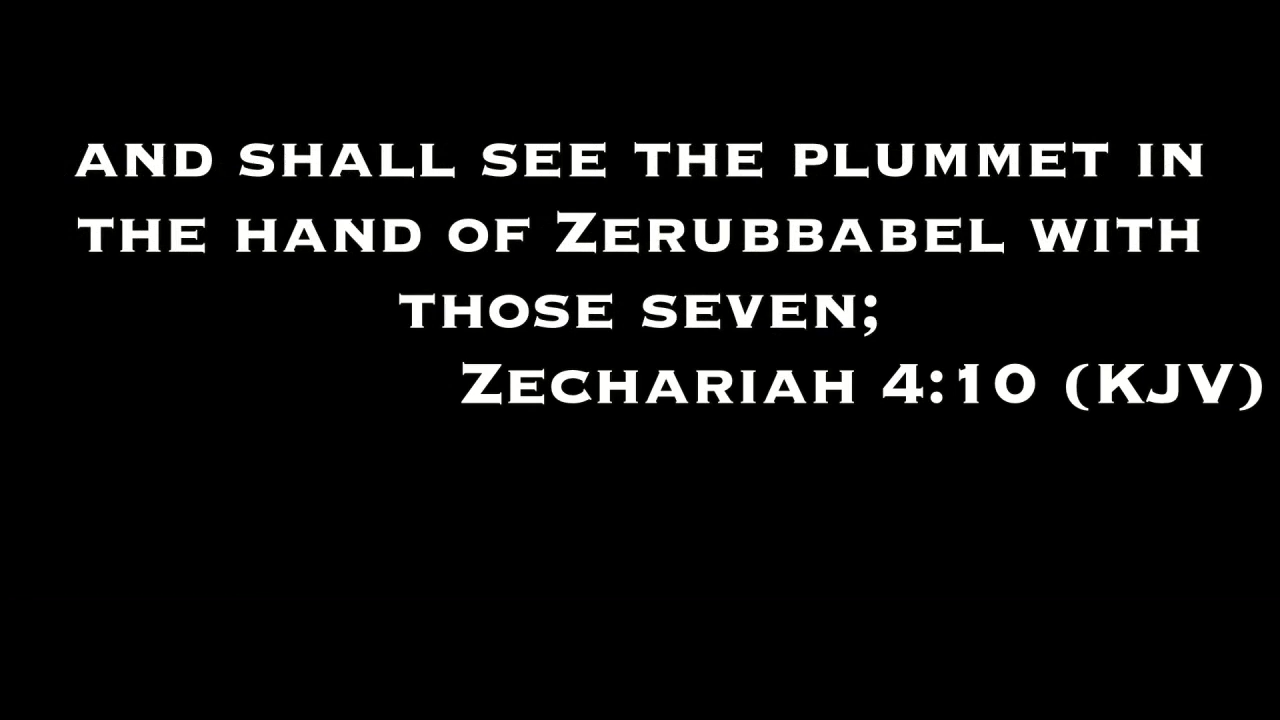 and shall see the plummet in
the hand of Zerubbabel with
those seven;
Zechariah 4:10 (KJV)